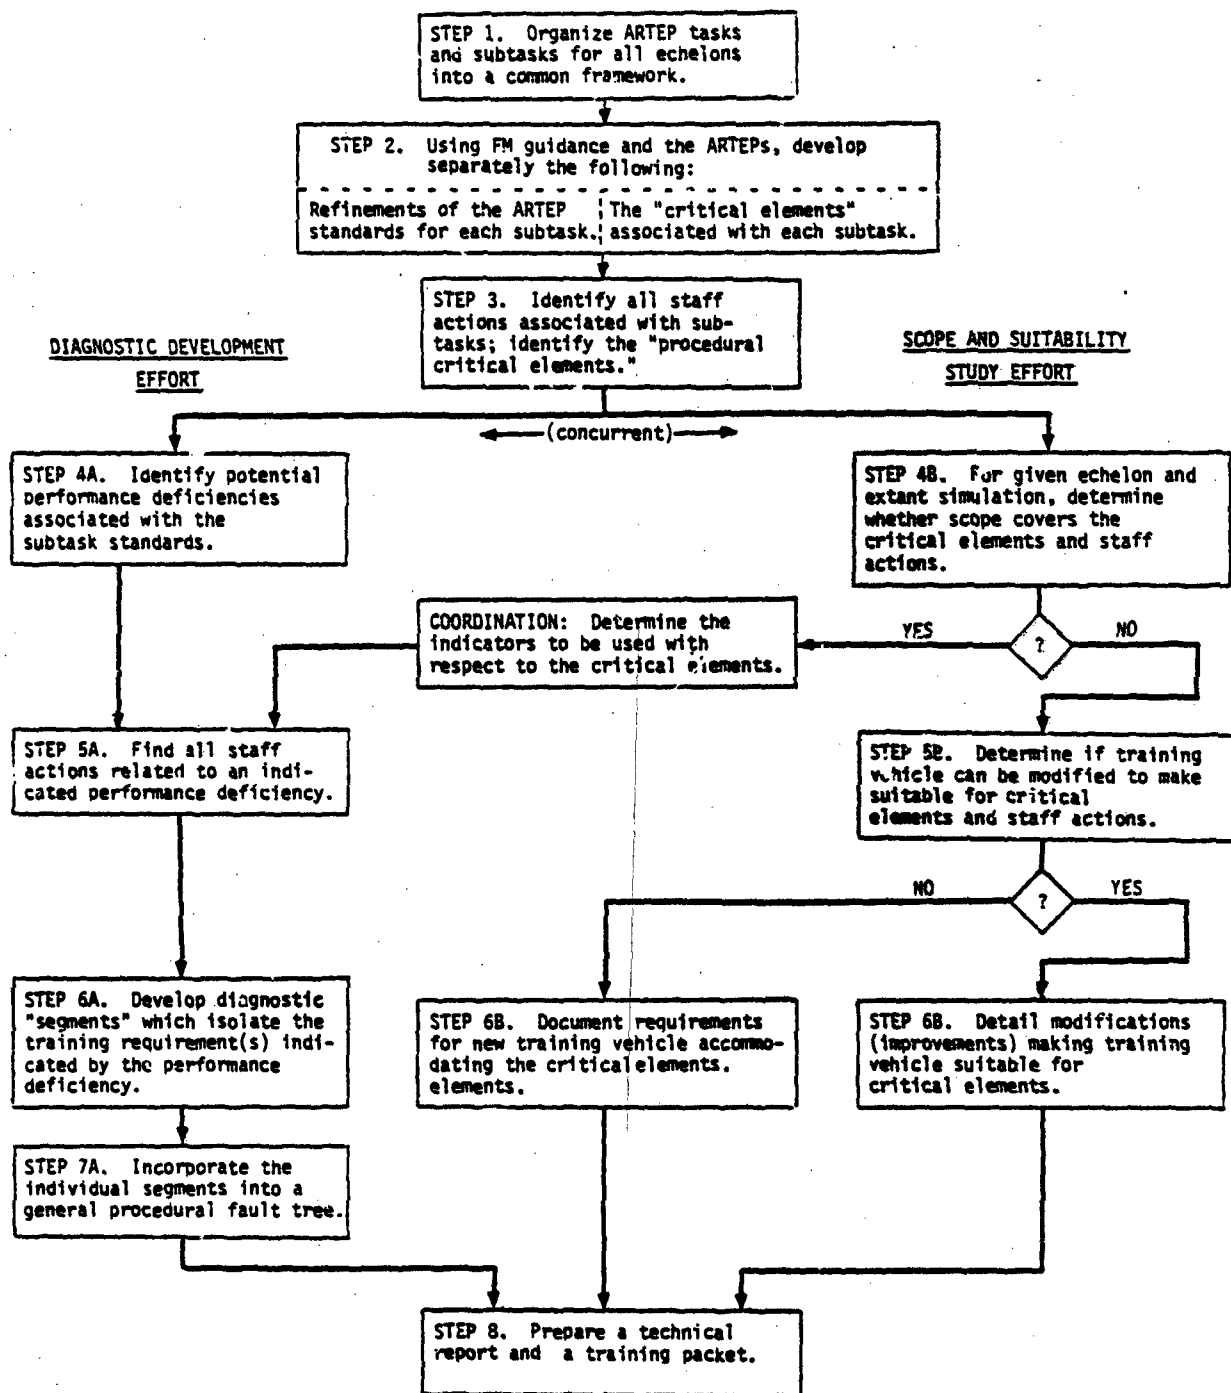 STEP 1. Organize ARTEP tasks
and subtasks for all echelons
into a common framework.
STEP 2. Using FM guidance and the ARTEPs, develop
separately the following:
Refinements of the ARTEP
standards for each subtask.
The "critical elements"
associated with each subtask.
STEP 3. Identify all staff
actions associated with sub-
tasks; identify the "procedural
critical elements."
DIAGNOSTIC DEVELOPMENT
EFFORT
SCOPE AND SUITABILITY
STUDY EFFORT
(concurrent)
STEP 4A. Identify potential
performance deficiencies
associated with the
subtask standards.
STEP 4B. For given echelon and
extant simulation, determine
whether scope covers the
critical elements and staff
actions.
COORDINATION: Determine the
indicators to be used with
respect to the critical elements.
YES
?
NO
STEP 5A. Find all staff
actions related to an indi-
cated performance deficiency.
STEP 5B. Determine if training
vehicle can be modified to make
suitable for critical
elements and staff actions.
NO
?
YES
STEP 6A. Develop diagnostic
"segments" which isolate the
training requirement(s) indi-
cated by the performance
deficiency.
STEP 6B. Document requirements
for new training vehicle accommo-
dating the critical elements.
elements.
STEP 6B. Detail modifications
(improvements) making training
vehicle suitable for
critical elements.
STEP 7A. Incorporate the
individual segments into a
general procedural fault tree.
STEP 8. Prepare a technical
report and a training packet.